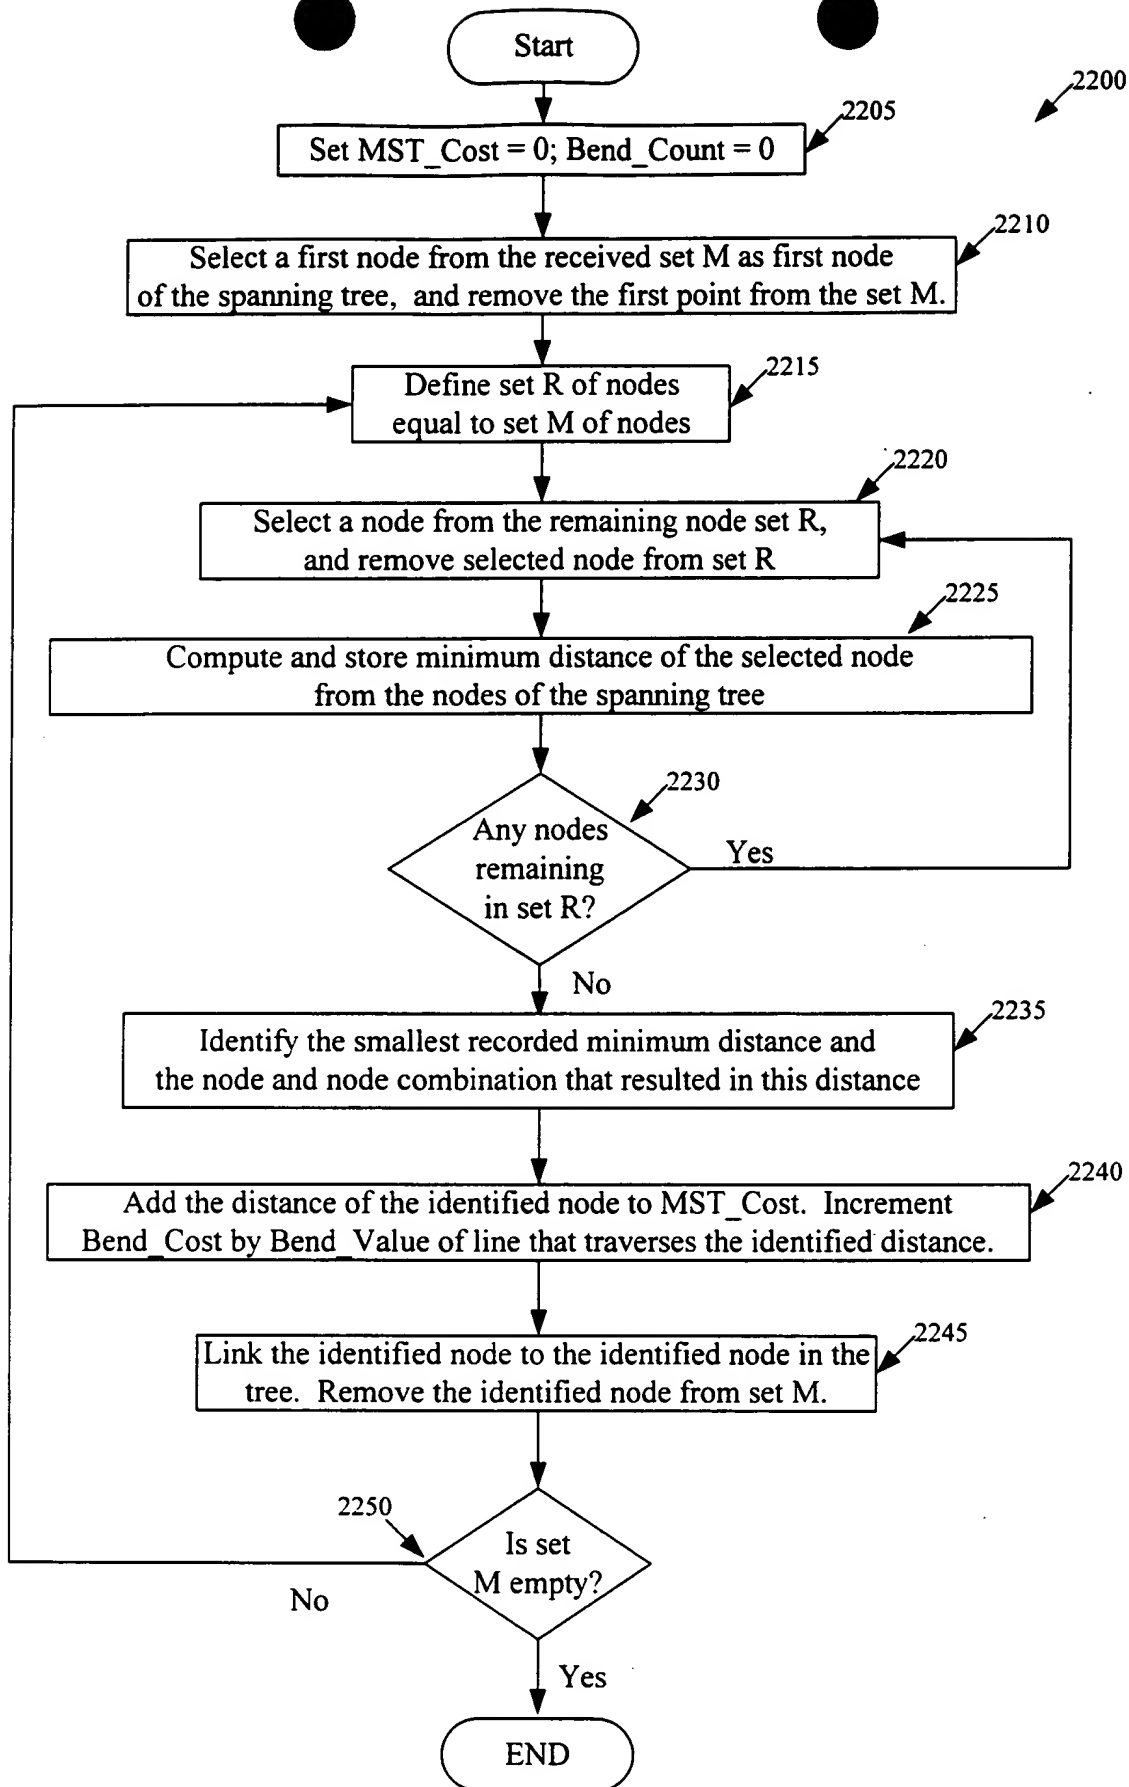 Start
2200
2205
Set MST_Cost = 0; Bend_Count = 0
2210
Select a first node from the received set M as first node
of the spanning tree, and remove the first point from the set M.
2215
Define set R of nodes
equal to set M of nodes
2220
Select a node from the remaining node set R,
and remove selected node from set R
2225
Compute and store minimum distance of the selected node
from the nodes of the spanning tree
2230
Any nodes
remaining
in set R?
Yes
No
2235
Identify the smallest recorded minimum distance and
the node and node combination that resulted in this distance
2240
Add the distance of the identified node to MST_Cost. Increment
Bend_Cost by Bend_Value of line that traverses the identified distance.
2245
Link the identified node to the identified node in the
tree. Remove the identified node from set M.
2250
Is set
M empty?
No
Yes
END